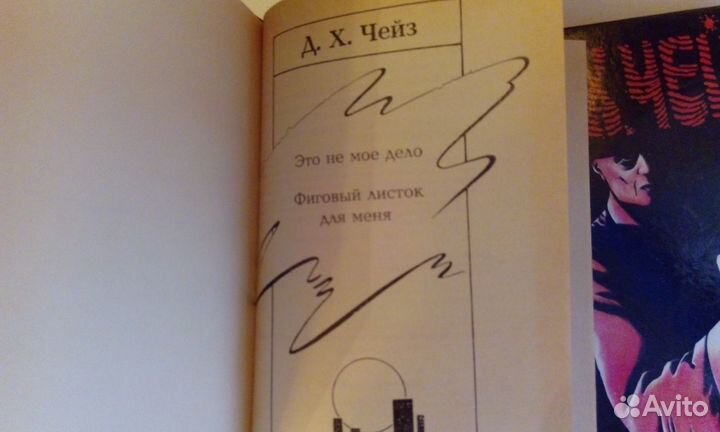 Д. Х. Чейз
Это не мое дело
Фиговый листок
для меня
Avito